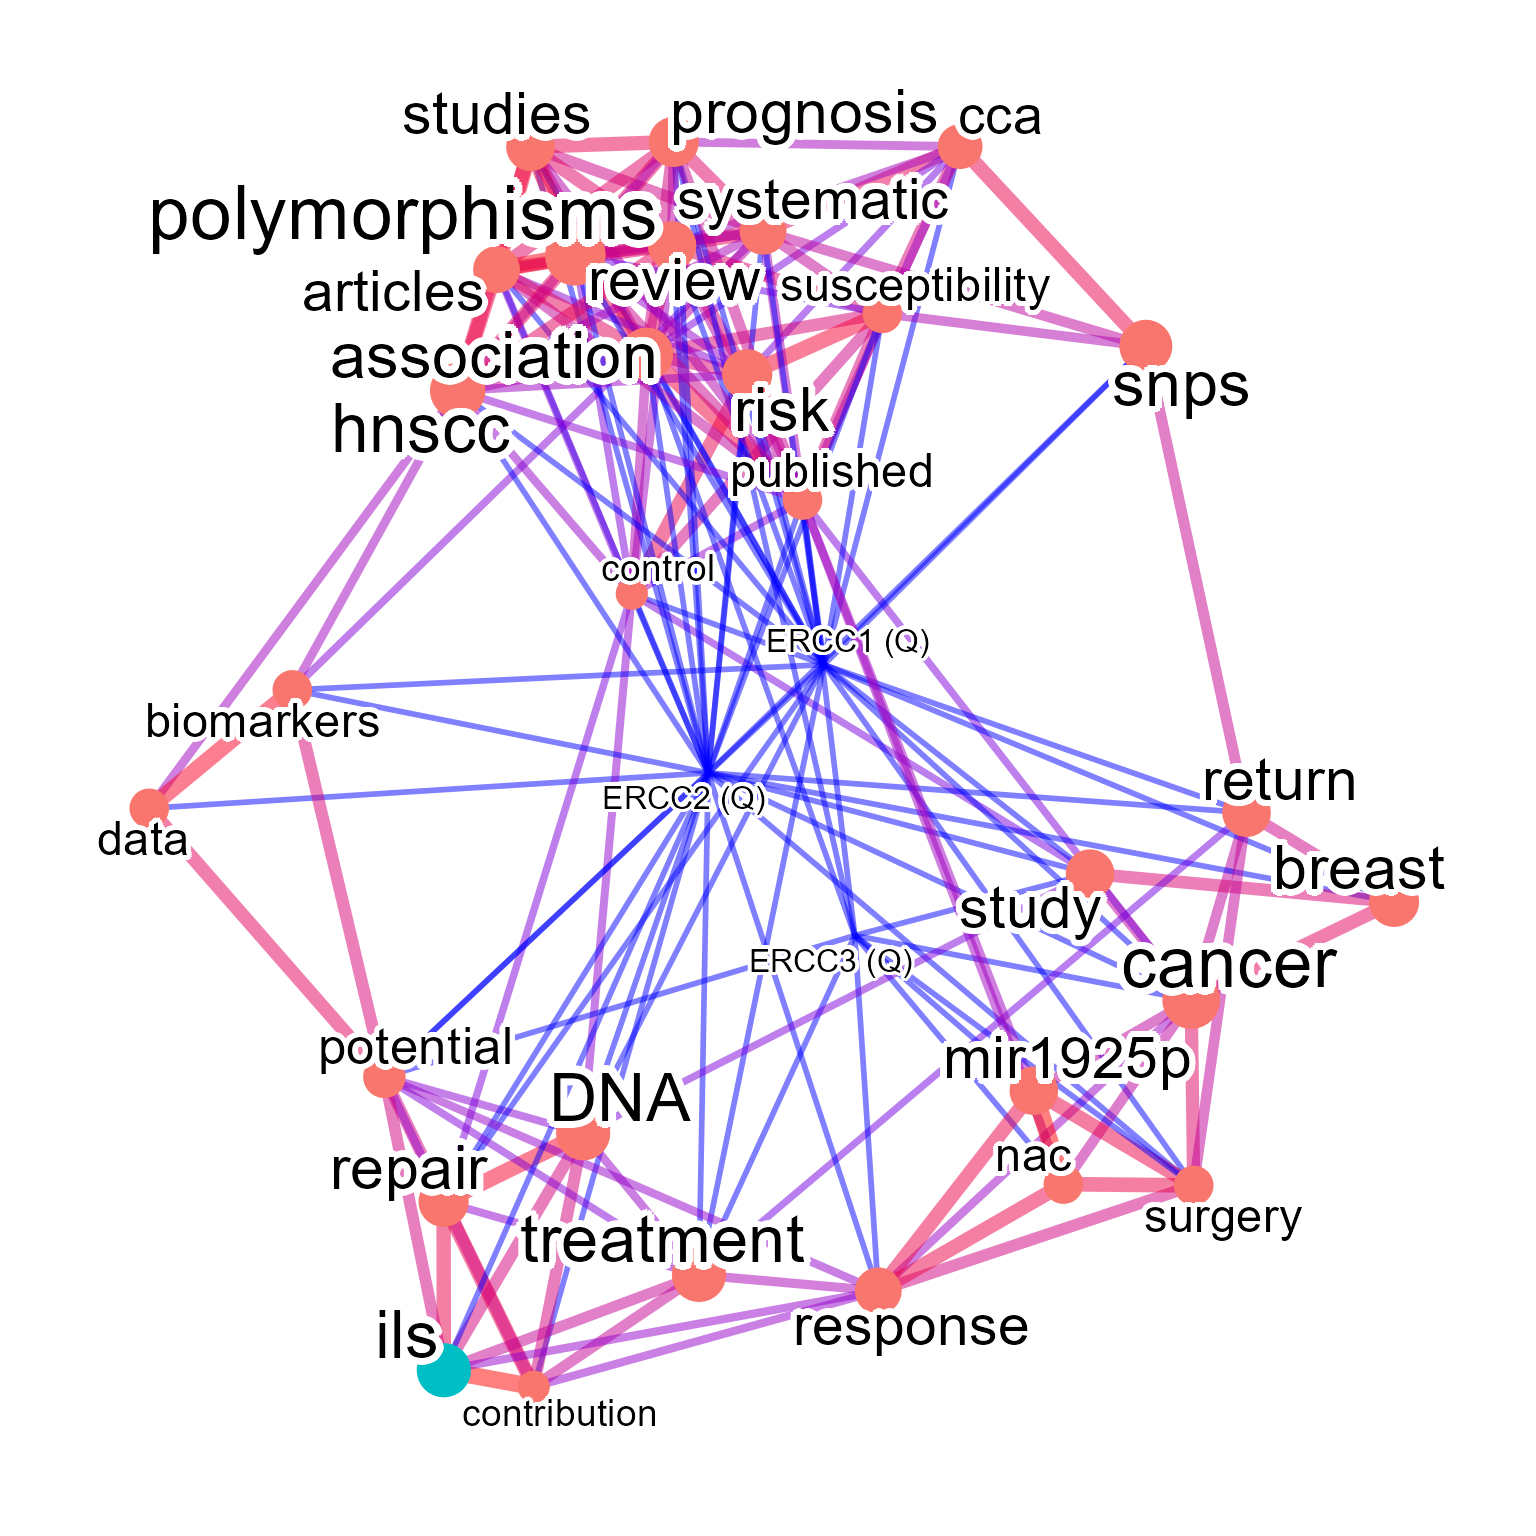 studies
prognosis
cca
polymorphisms
systematic
articles
review
susceptibility
association
hnscc
risk
snps
published
control
ERCC1 (Q)
biomarkers
data
ERCC2 (Q)
return
breast
study
cancer
ERCC3 (Q)
potential
mir1925p
DNA
nac
repair
surgery
treatment
ils
response
contribution